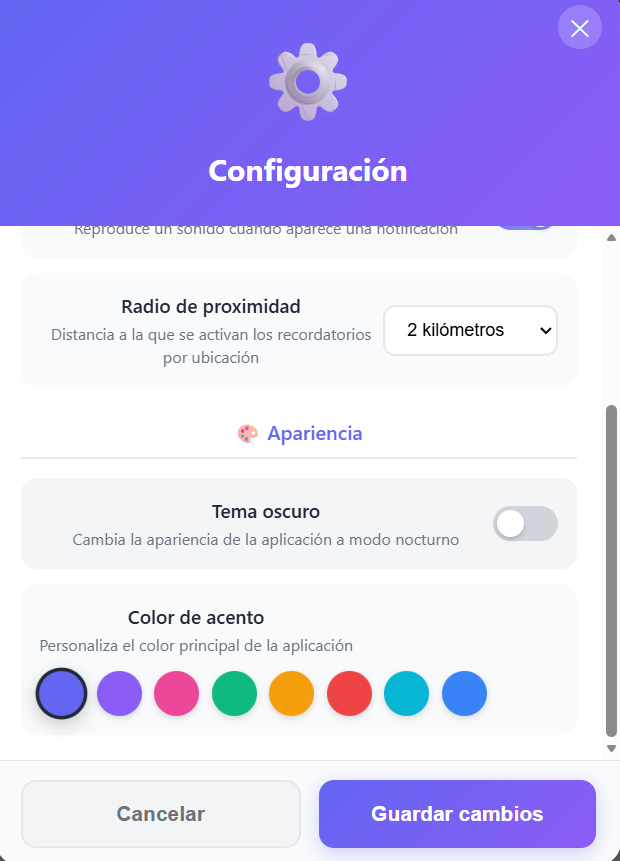 Configuración
Reproduce un sonido cuando aparece una notificación
Radio de proximidad
Distancia a la que se activan los recordatorios
por ubicación
2 kilómetros
Apariencia
Tema oscuro
Cambia la apariencia de la aplicación a modo nocturno
Color de acento
Personaliza el color principal de la aplicación
Cancelar
Guardar cambios